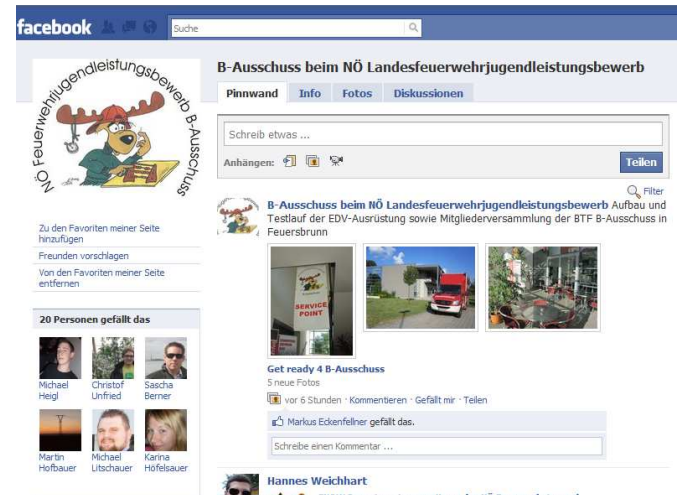 facebook
Suche
NÖ Feuerwehrjugendleistungsbewerb B-Ausschuss
Zu den Favoriten meiner Seite
hinzufügen
Freunden vorschlagen
Von den Favoriten meiner Seite
entfernen
20 Personen gefällt das
Michael Heigl
Christof Unfried
Sascha Berner
Martin Hofbauer
Michael Litschauer
Karina Höfelsauer
B-Ausschuss beim NÖ Landesfeuerwehrjugendleistungsbewerb
Pinnwand Info Fotos Diskussionen
Schreib etwas ...
Anhängen:
Teilen
Filter
B-Ausschuss beim NÖ Landesfeuerwehrjugendleistungsbewerb Aufbau und
Testlauf der EDV-Ausrüstung sowie Mitgliederversammlung der BTF B-Ausschuss in
Feuersbrunn
SERVICE
POINT
Get ready 4 B-Ausschuss
5 neue Fotos
vor 6 Stunden · Kommentieren · Gefällt mir · Teilen
Markus Eckenfellner gefällt das.
Schreibe einen Kommentar ...
Hannes Weichhart